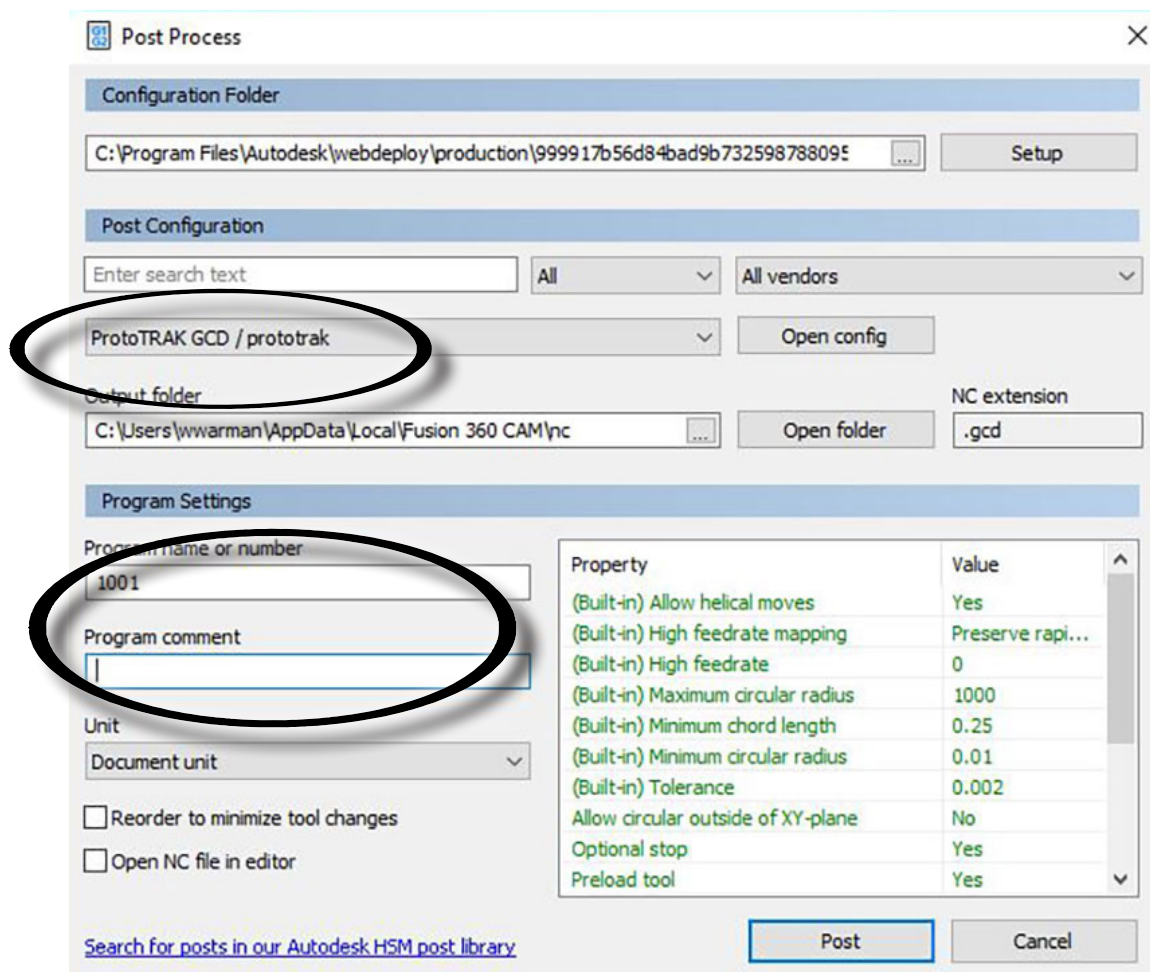 G1
G2
Post Process
Configuration Folder
C:\Program Files\Autodesk\webdeploy\production\999917b56d84bad9b732598788095
...
Setup
Post Configuration
Enter search text
All
All vendors
ProtoTRAK GCD / prototrak
Open config
Output folder
NC extension
C:\Users\wwarman\AppData\Local\Fusion 360 CAM\nc
...
Open folder
.gcd
Program Settings
Program name or number
1001
Program comment
Unit
Document unit
Reorder to minimize tool changes
Open NC file in editor
Property Value
(Built-in) Allow helical moves Yes
(Built-in) High feedrate mapping Preserve rapi...
(Built-in) High feedrate 0
(Built-in) Maximum circular radius 1000
(Built-in) Minimum chord length 0.25
(Built-in) Minimum circular radius 0.01
(Built-in) Tolerance 0.002
Allow circular outside of XY-plane No
Optional stop Yes
Preload tool Yes
Search for posts in our Autodesk HSM post library
Post
Cancel